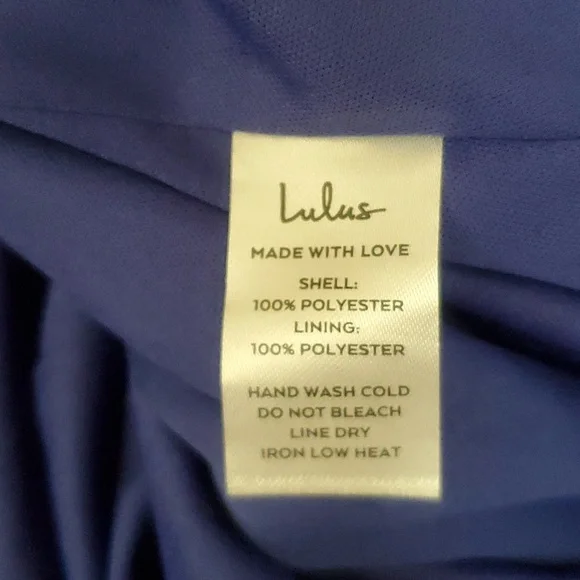 Lulus
MADE WITH LOVE
SHELL:
100% POLYESTER
LINING:
100% POLYESTER
HAND WASH COLD
DO NOT BLEACH
LINE DRY
IRON LOW HEAT